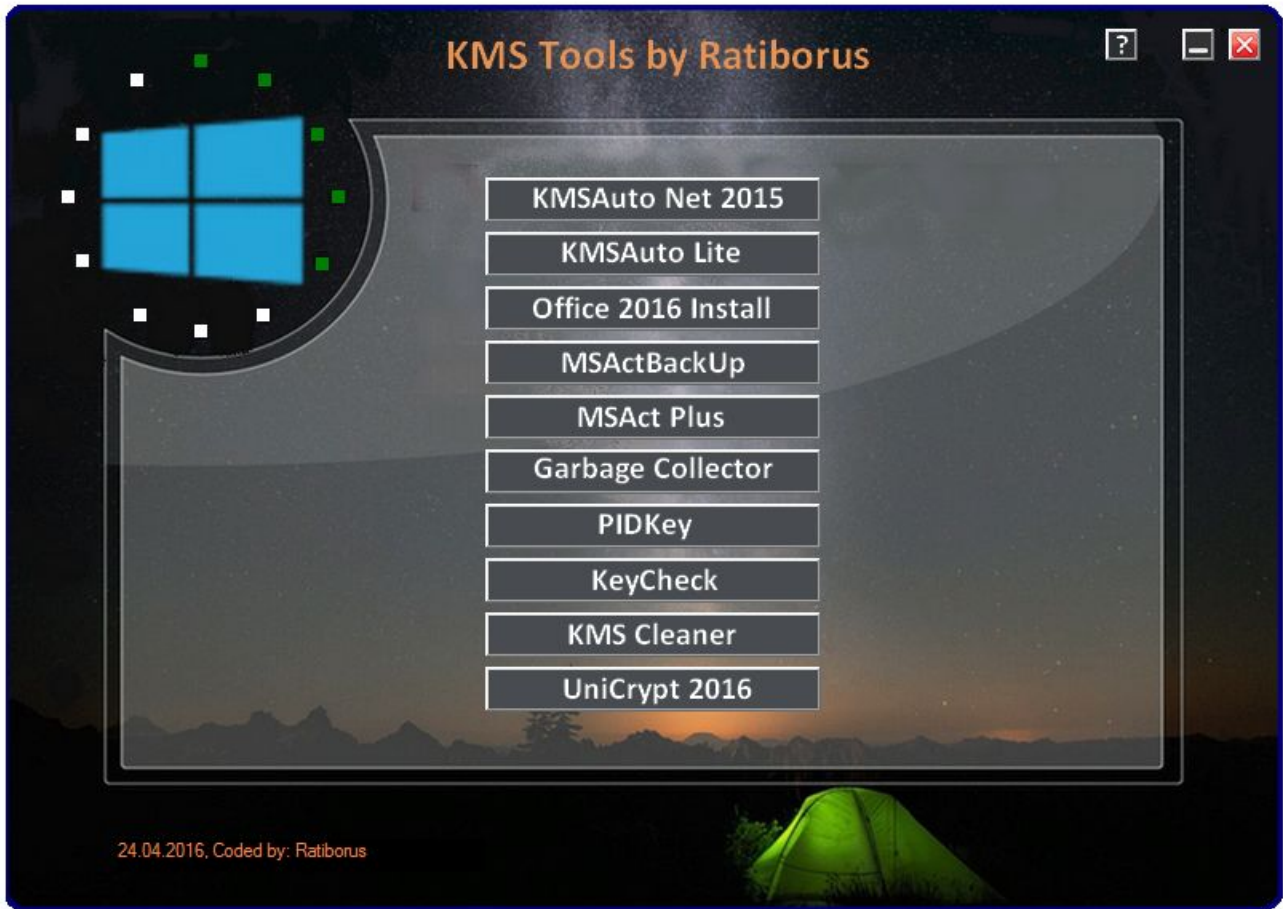 KMS Tools by Ratiborus
?
KMSAuto Net 2015
KMSAuto Lite
Office 2016 Install
MSActBackUp
MSAct Plus
Garbage Collector
PIDKey
KeyCheck
KMS Cleaner
UniCrypt 2016
24.04.2016, Coded by: Ratiborus